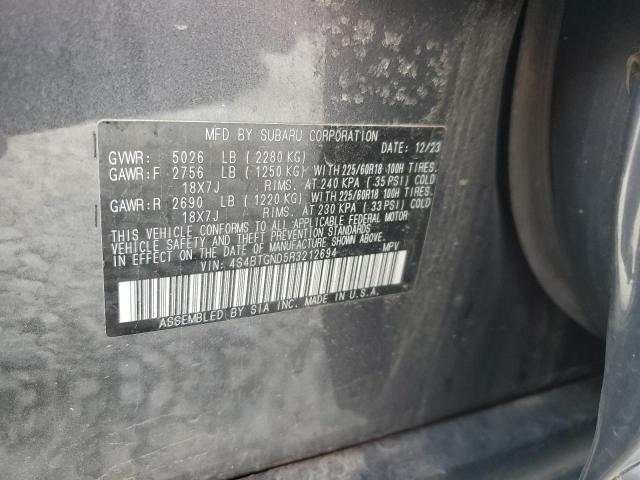 MFD BY SUBARU CORPORATION
GVWR: 5026 LB (2280 KG) DATE: 12/23
GAWR:F 2756 LB (1250 KG) WITH 225/60R18 100H TIRES.
18X7J RIMS. AT 240 KPA (35 PSI) COLD
GAWR:R 2690 LB (1220 KG) WITH 225/60R18 100H TIRES.
18X7J RIMS. AT 230 KPA (33 PSI) COLD
THIS VEHICLE CONFORMS TO ALL APPLICABLE FEDERAL MOTOR
VEHICLE SAFETY AND THEFT PREVENTION STANDARDS
IN EFFECT ON THE DATE OF MANUFACTURE SHOWN ABOVE.
VIN: 4S4BTGND5R3212694 MPV
ASSEMBLED BY SIA INC. MADE IN U.S.A.